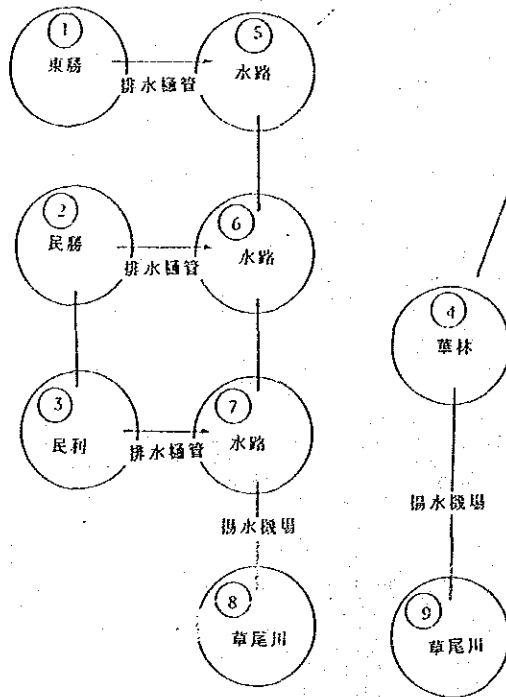 1
東勝
排水樋管
5
水路
2
民勝
排水樋管
6
水路
3
民利
排水樋管
7
水路
4
華林
揚水機場
8
草尾川
揚水機場
9
草尾川